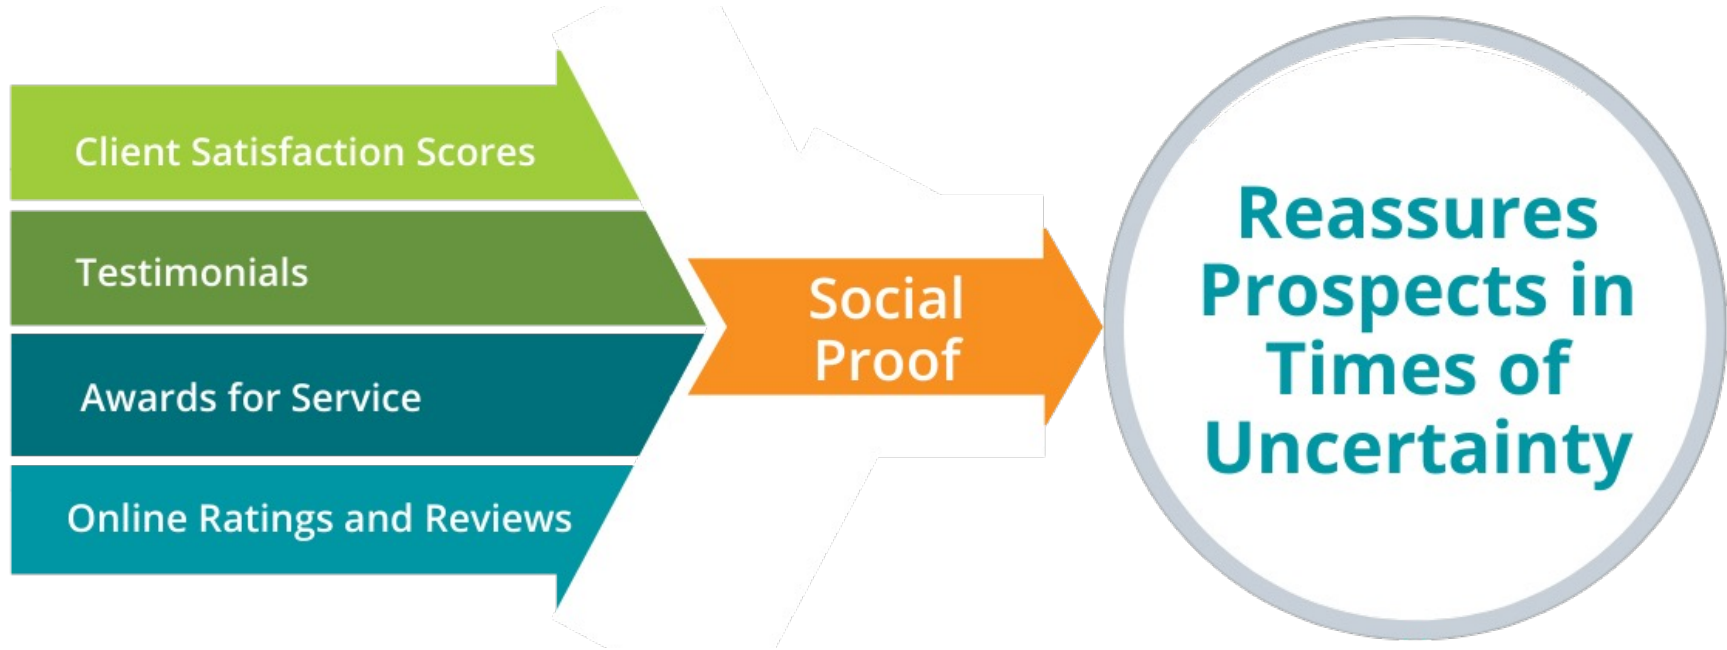 Client Satisfaction Scores
Testimonials
Awards for Service
Online Ratings and Reviews
Social
Proof
Reassures
Prospects in
Times of
Uncertainty